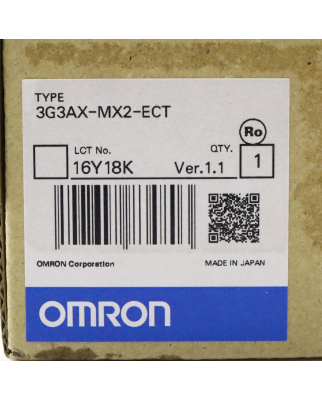 TYPE
3G3AX-MX2-ECT
Ro
LCT No.
QTY.
16Y18K Ver.1.1 1
OMRON Corporation MADE IN JAPAN
OMRON